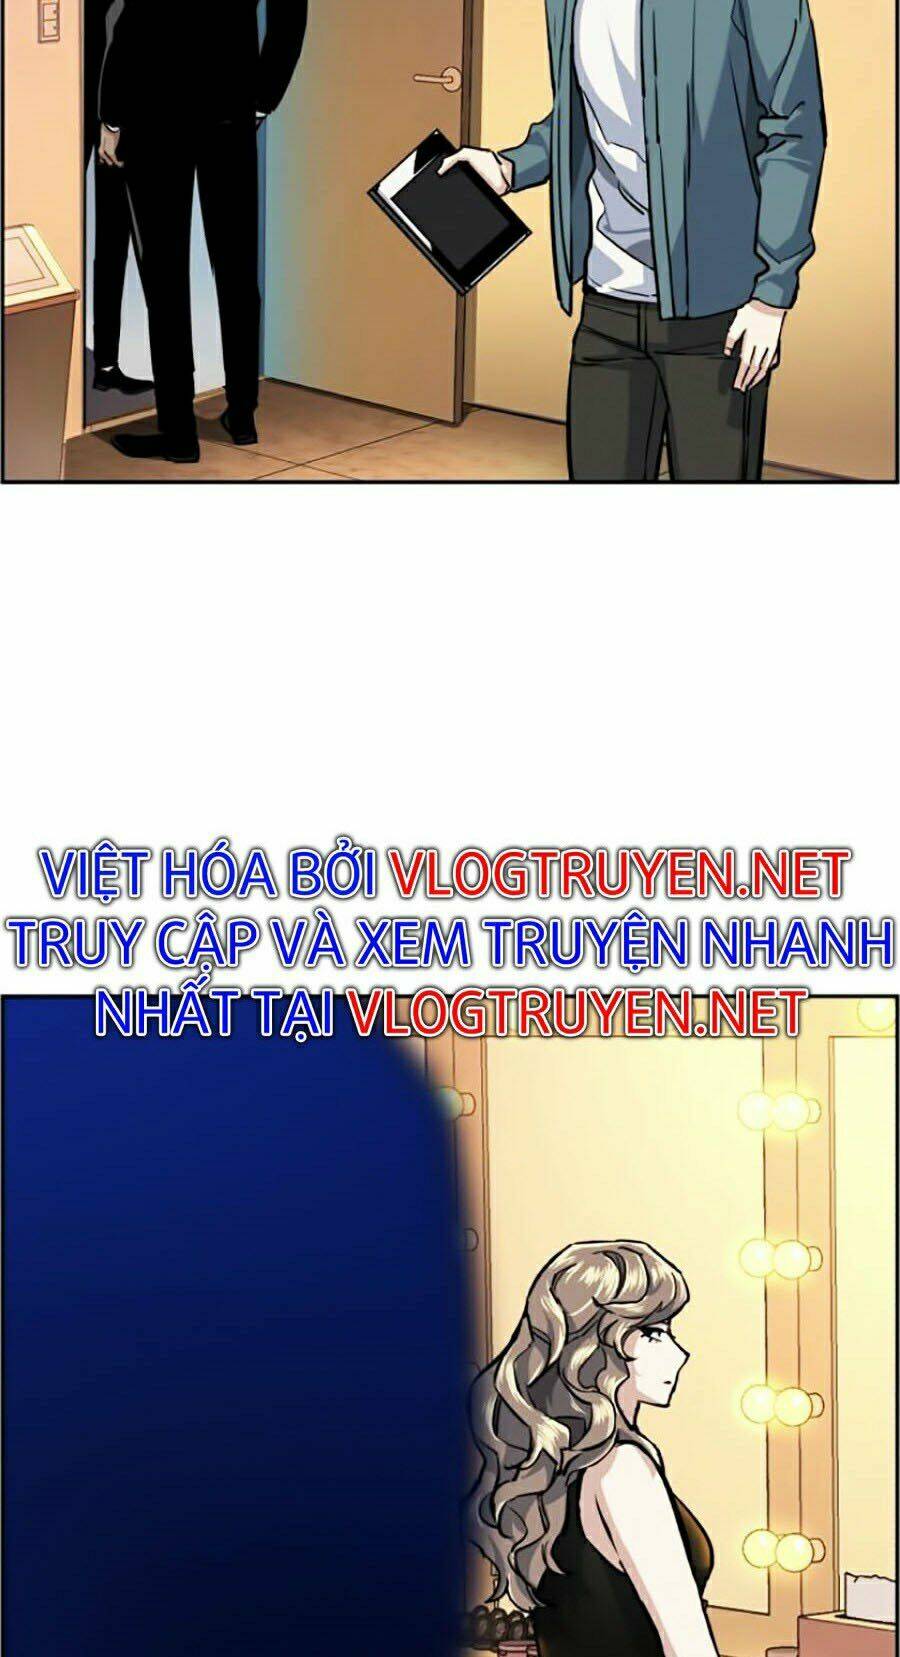 VIỆT HÓA BỞI VLOGTRUYEN.NET
TRUY CẬP VÀ XEM TRUYỆN NHANH
NHẤT TẠI VLOGTRUYEN.NET